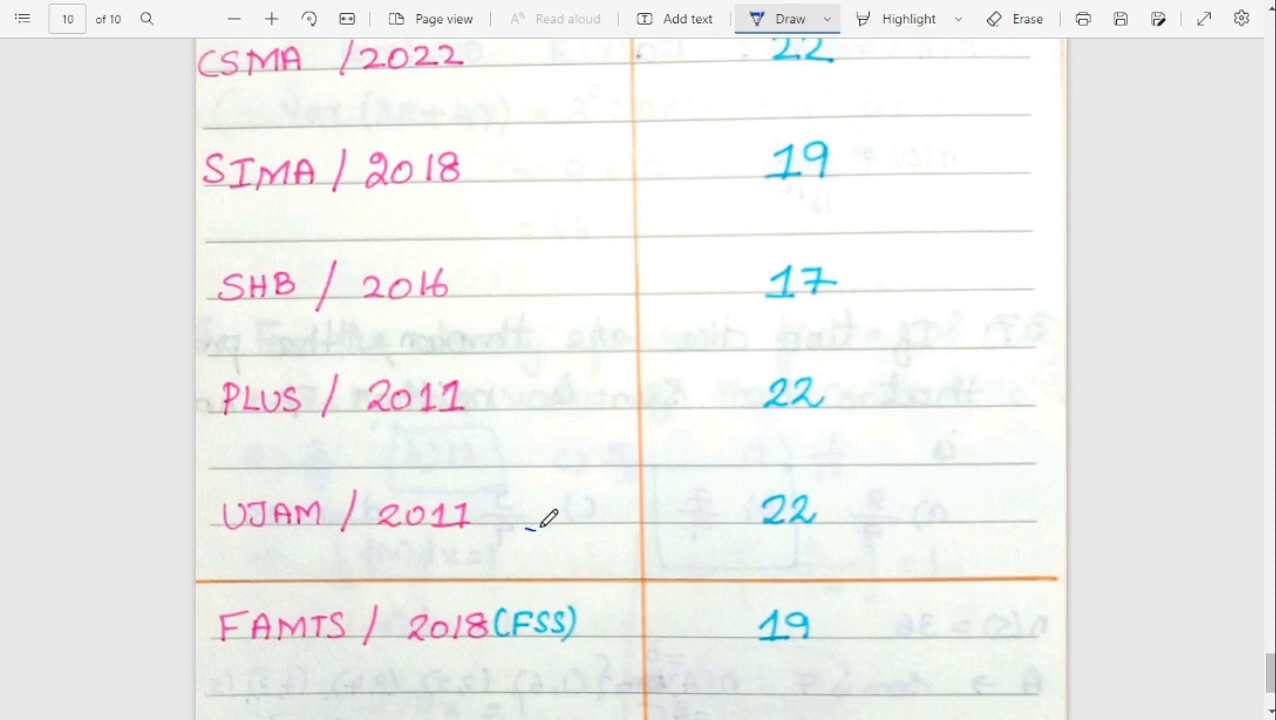 10 of 10 Page view Read aloud Add text Draw Highlight Erase
CSMA / 2022 22
SIMA / 2018 19
SHB / 2016 17
PLUS / 2011 22
UJAM / 2011 22
FAMTS / 2018 (FSS) 19